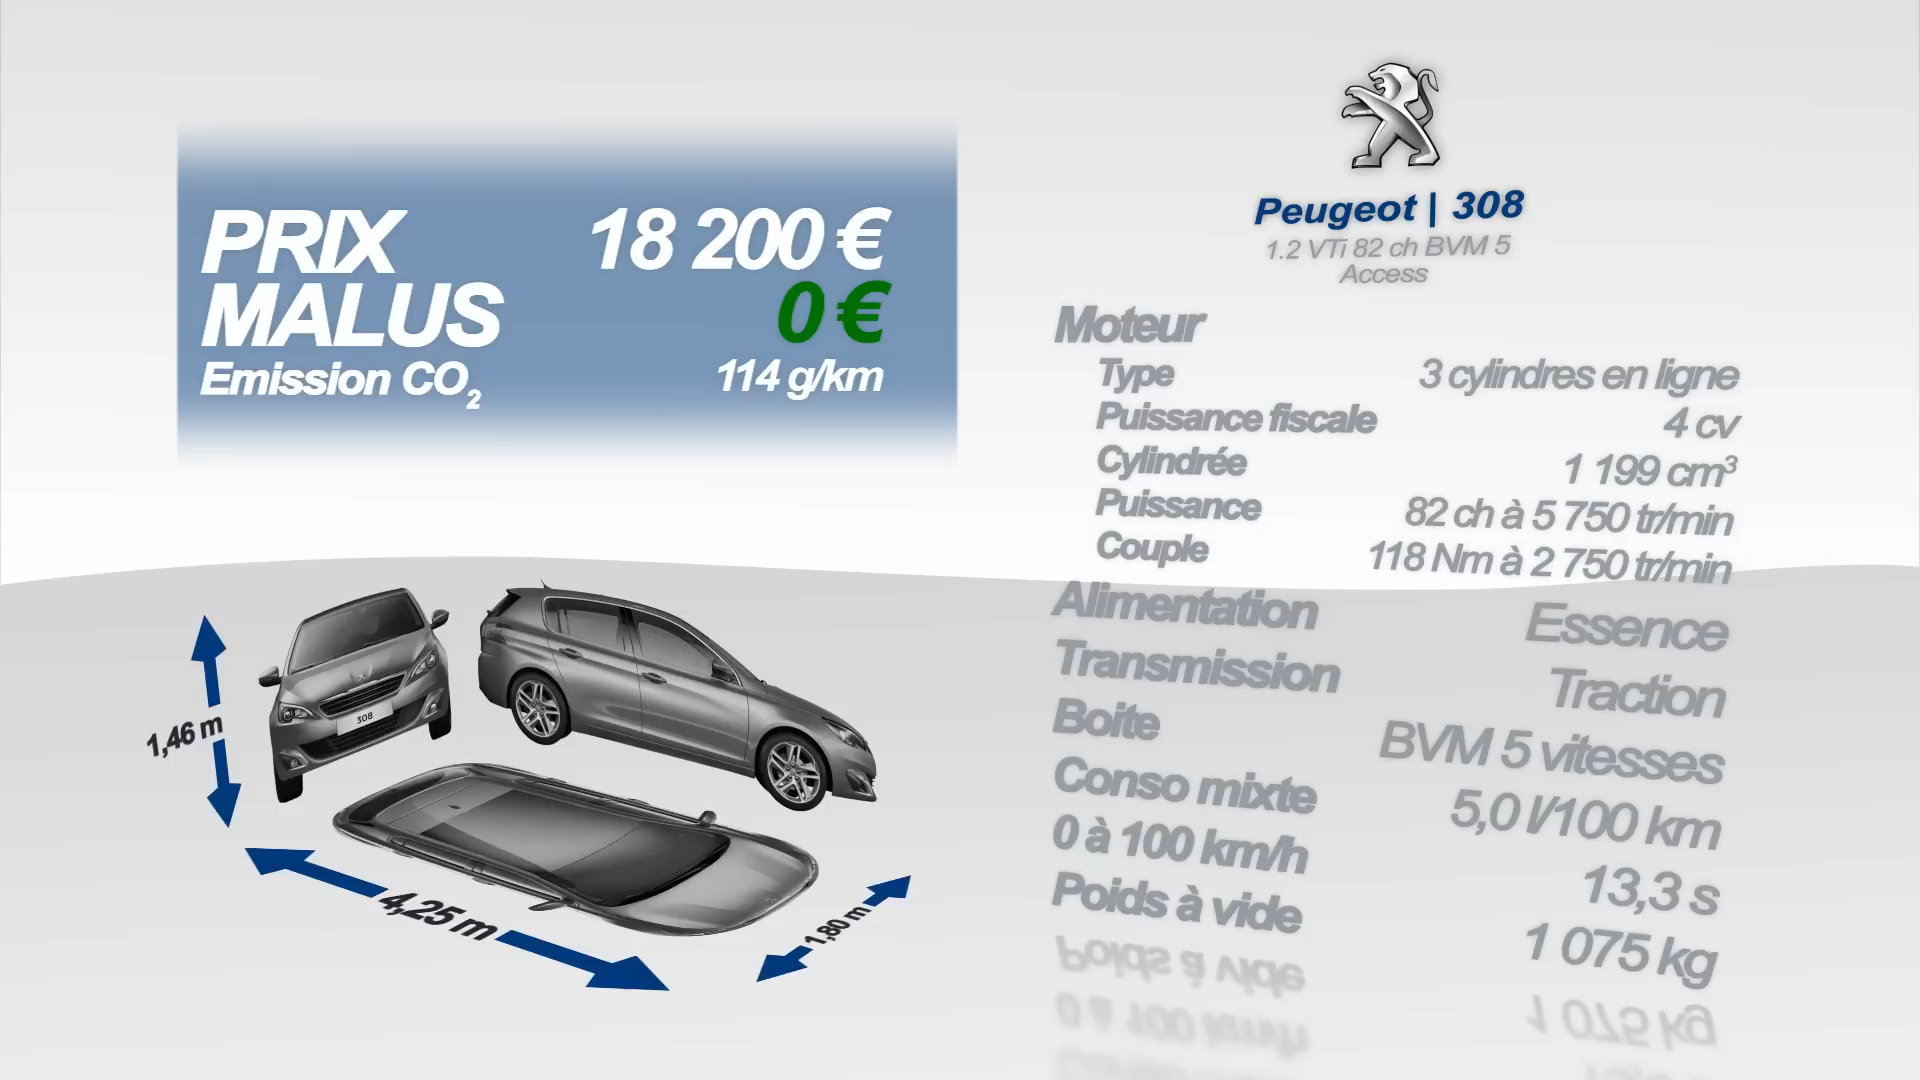 PRIX 18 200 €
MALUS 0 €
Emission CO₂ 114 g/km
Peugeot | 308
1.2 VTi 82 ch BVM 5
Access
Moteur
Type 3 cylindres en ligne
Puissance fiscale 4 cv
Cylindrée 1 199 cm³
Puissance 82 ch à 5 750 tr/min
Couple 118 Nm à 2 750 tr/min
Alimentation Essence
Transmission Traction
Boite BVM 5 vitesses
Conso mixte 5,0 l/100 km
0 à 100 km/h 13,3 s
Poids à vide 1 075 kg
1,46 m
308
4,25 m
1,80 m